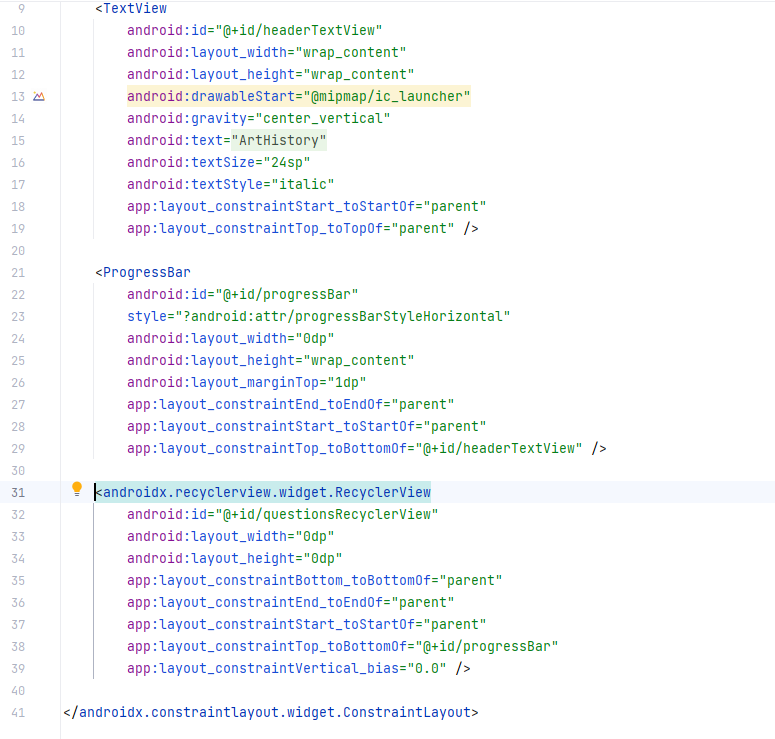 9 <TextView
10 android:id="@+id/headerTextView"
11 android:layout_width="wrap_content"
12 android:layout_height="wrap_content"
13 android:drawableStart="@mipmap/ic_launcher"
14 android:gravity="center_vertical"
15 android:text="ArtHistory"
16 android:textSize="24sp"
17 android:textStyle="italic"
18 app:layout_constraintStart_toStartOf="parent"
19 app:layout_constraintTop_toTopOf="parent" />
20
21 <ProgressBar
22 android:id="@+id/progressBar"
23 style="?android:attr/progressBarStyleHorizontal"
24 android:layout_width="0dp"
25 android:layout_height="wrap_content"
26 android:layout_marginTop="1dp"
27 app:layout_constraintEnd_toEndOf="parent"
28 app:layout_constraintStart_toStartOf="parent"
29 app:layout_constraintTop_toBottomOf="@+id/headerTextView" />
30
31 <androidx.recyclerview.widget.RecyclerView
32 android:id="@+id/questionsRecyclerView"
33 android:layout_width="0dp"
34 android:layout_height="0dp"
35 app:layout_constraintBottom_toBottomOf="parent"
36 app:layout_constraintEnd_toEndOf="parent"
37 app:layout_constraintStart_toStartOf="parent"
38 app:layout_constraintTop_toBottomOf="@+id/progressBar"
39 app:layout_constraintVertical_bias="0.0" />
40
41 </androidx.constraintlayout.widget.ConstraintLayout>